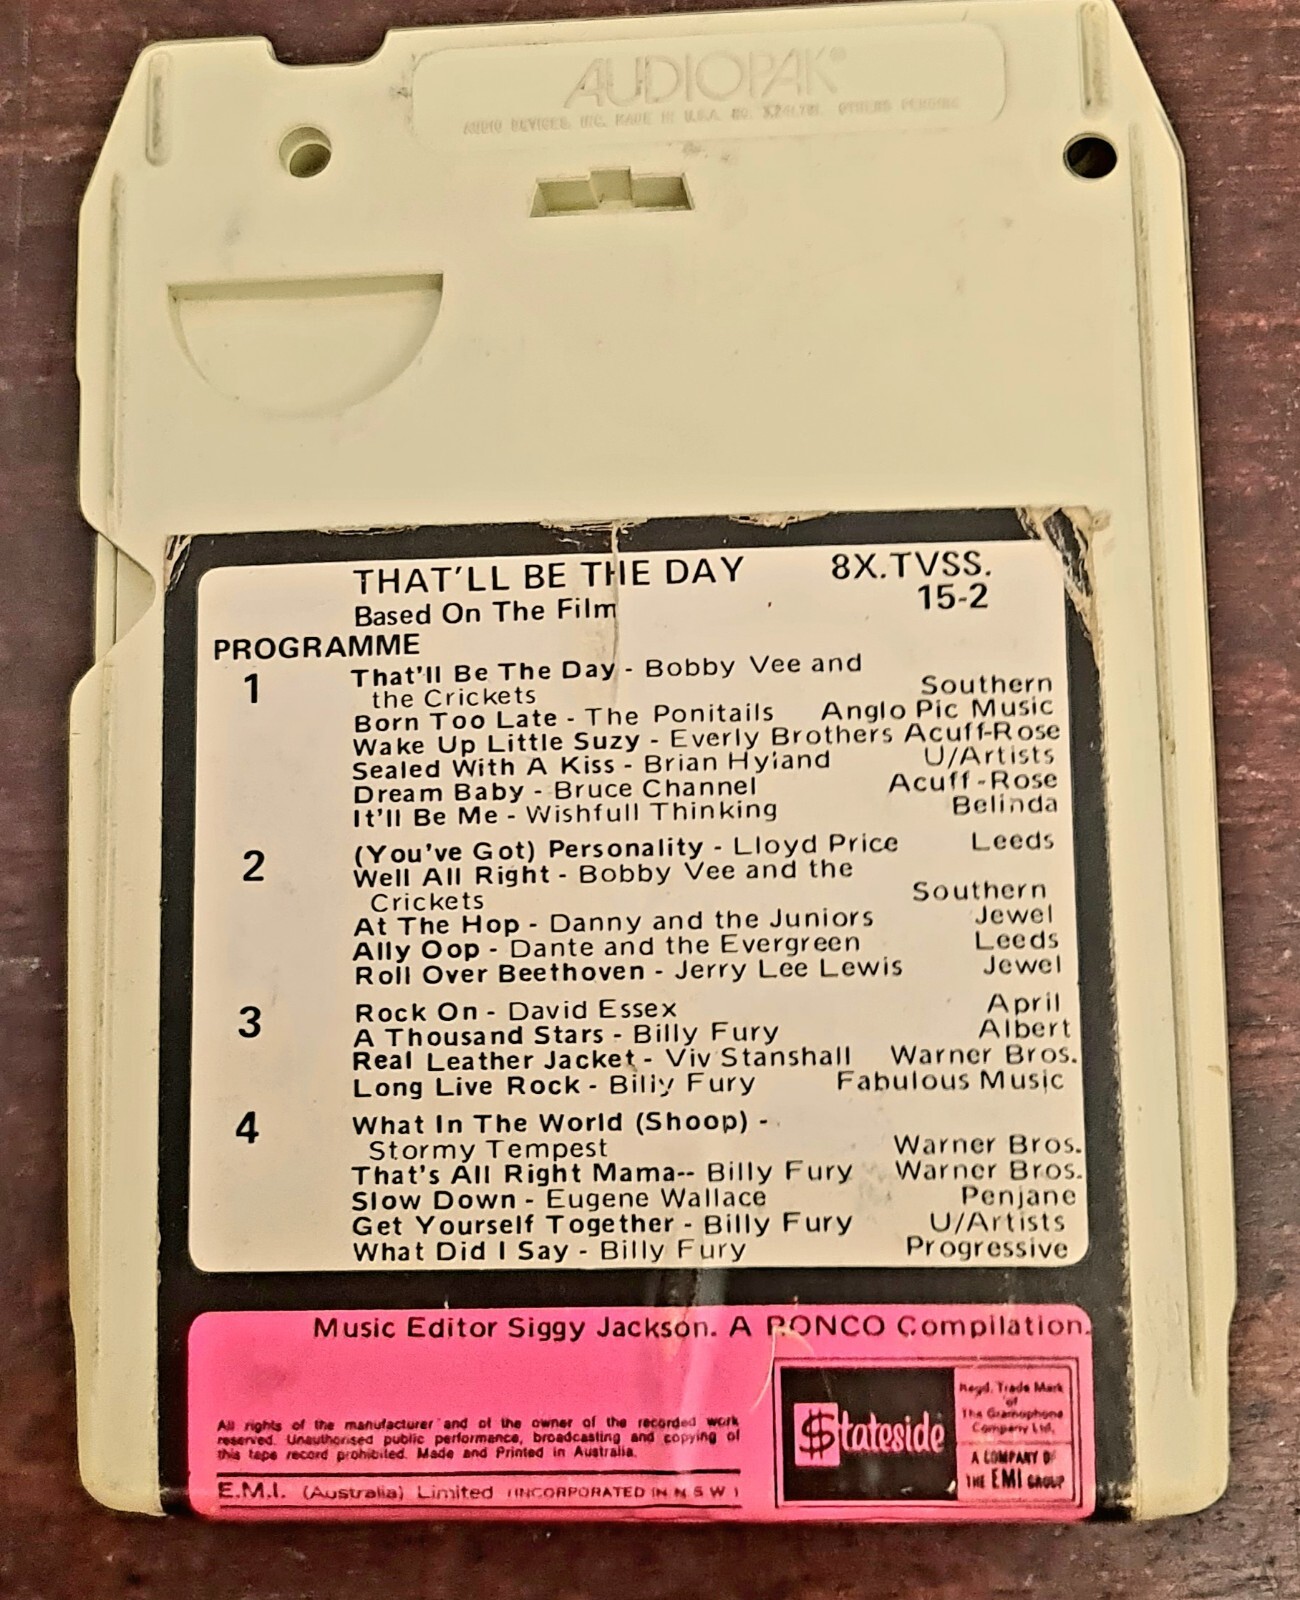 AUDIOPAK®
AUDIO DEVICES, INC. MADE IN U.S.A. OTHERS PENDING
THAT'LL BE THE DAY 8X.TVSS.
Based On The Film 15-2
PROGRAMME
1 That'll Be The Day - Bobby Vee and
the Crickets Southern
Born Too Late - The Ponitails Anglo Pic Music
Wake Up Little Suzy - Everly Brothers Acuff-Rose
Sealed With A Kiss - Brian Hyland U/Artists
Dream Baby - Bruce Channel Acuff-Rose
It'll Be Me - Wishfull Thinking Belinda
2 (You've Got) Personality - Lloyd Price Leeds
Well All Right - Bobby Vee and the
Crickets Southern
At The Hop - Danny and the Juniors Jewel
Ally Oop - Dante and the Evergreen Leeds
Roll Over Beethoven - Jerry Lee Lewis Jewel
3 Rock On - David Essex April
A Thousand Stars - Billy Fury Albert
Real Leather Jacket - Viv Stanshall Warner Bros.
Long Live Rock - Billy Fury Fabulous Music
4 What In The World (Shoop) -
Stormy Tempest Warner Bros.
That's All Right Mama-- Billy Fury Warner Bros.
Slow Down - Eugene Wallace Penjane
Get Yourself Together - Billy Fury U/Artists
What Did I Say - Billy Fury Progressive
Music Editor Siggy Jackson. A RONCO Compilation.
All rights of the manufacturer and of the owner of the recorded work
reserved. Unauthorised public performance, broadcasting and copying of
this tape record prohibited. Made and Printed in Australia.
E.M.I. (Australia) Limited (INCORPORATED IN N S W)
$tateside
Regd. Trade Mark
of
The Gramophone
Company Ltd.
A COMPANY OF
THE EMI GROUP